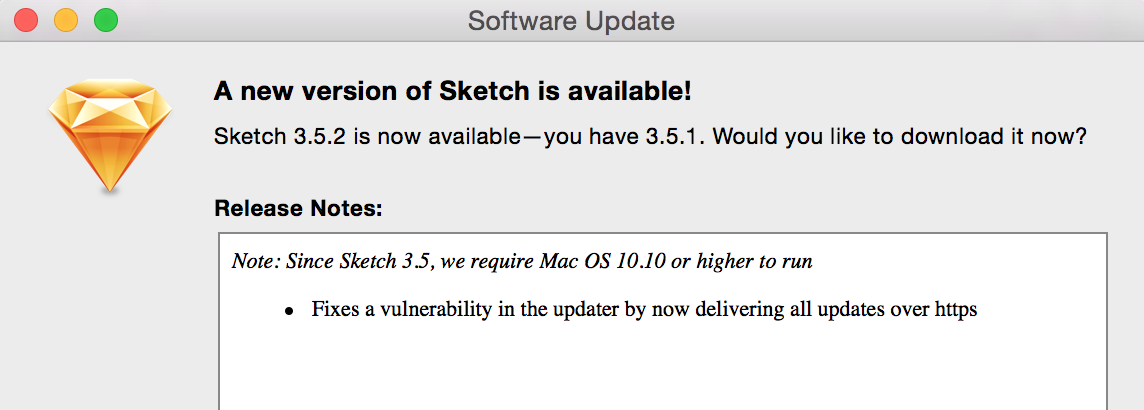 Software Update
A new version of Sketch is available!
Sketch 3.5.2 is now available—you have 3.5.1. Would you like to download it now?
Release Notes:
Note: Since Sketch 3.5, we require Mac OS 10.10 or higher to run
• Fixes a vulnerability in the updater by now delivering all updates over https